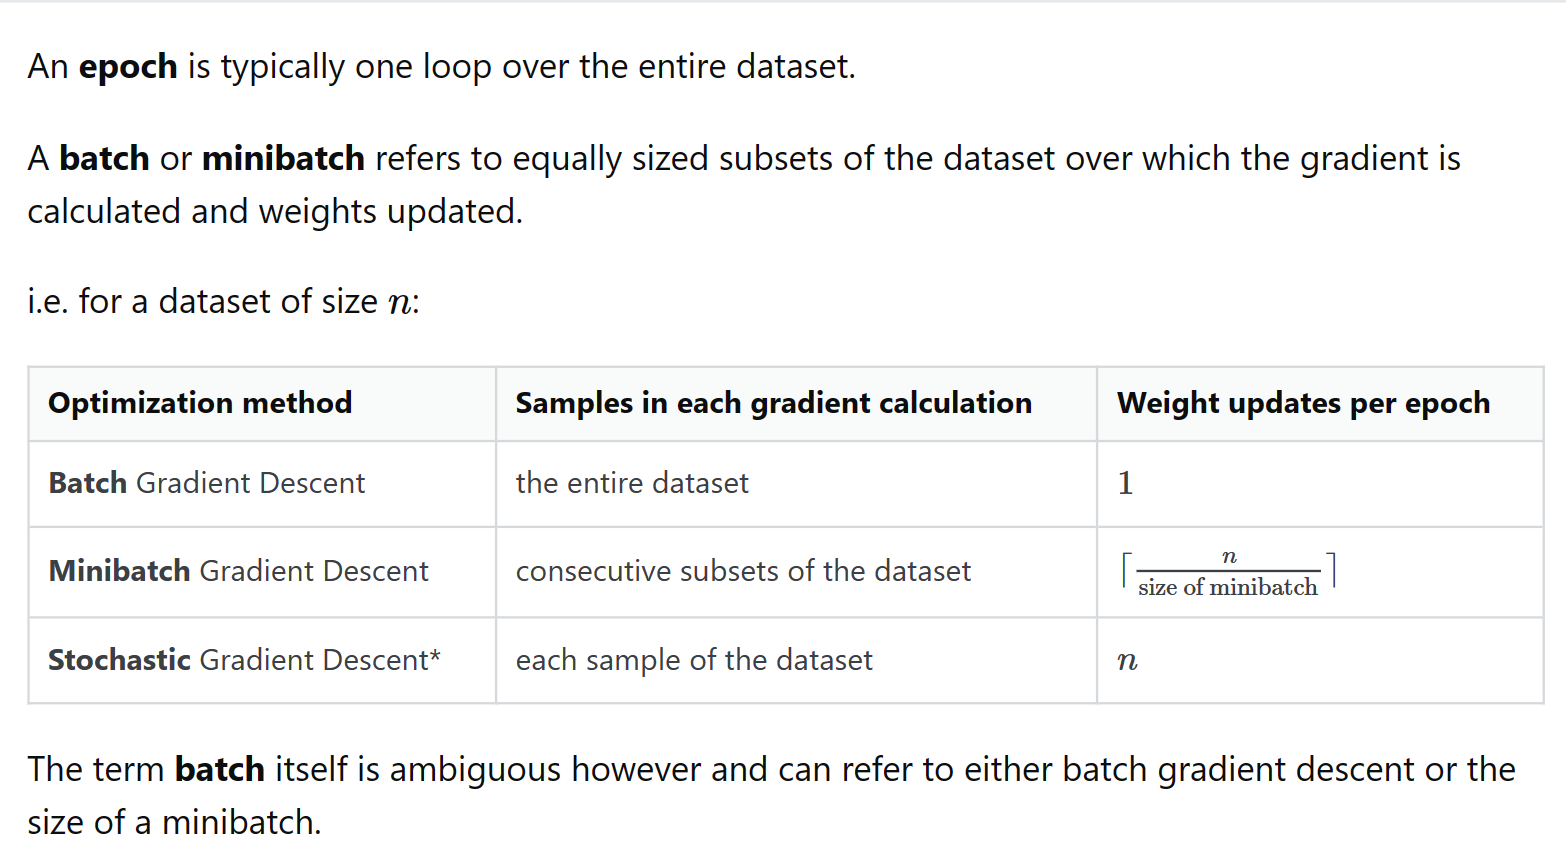 An epoch is typically one loop over the entire dataset.
A batch or minibatch refers to equally sized subsets of the dataset over which the gradient is
calculated and weights updated.
i.e. for a dataset of size n:
Optimization method Samples in each gradient calculation Weight updates per epoch
Batch Gradient Descent the entire dataset 1
Minibatch Gradient Descent consecutive subsets of the dataset ⌈n / size of minibatch⌉
Stochastic Gradient Descent* each sample of the dataset n
The term batch itself is ambiguous however and can refer to either batch gradient descent or the
size of a minibatch.